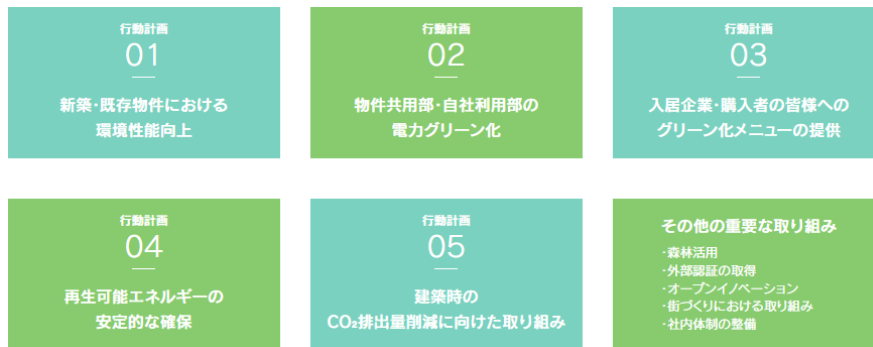 行動計画
01
新築・既存物件における
環境性能向上
行動計画
02
物件共用部・自社利用部の
電力グリーン化
行動計画
03
入居企業・購入者の皆様への
グリーン化メニューの提供
行動計画
04
再生可能エネルギーの
安定的な確保
行動計画
05
建築時の
CO₂排出量削減に向けた取り組み
その他の重要な取り組み
・森林活用
・外部認証の取得
・オープンイノベーション
・街づくりにおける取り組み
・社内体制の整備